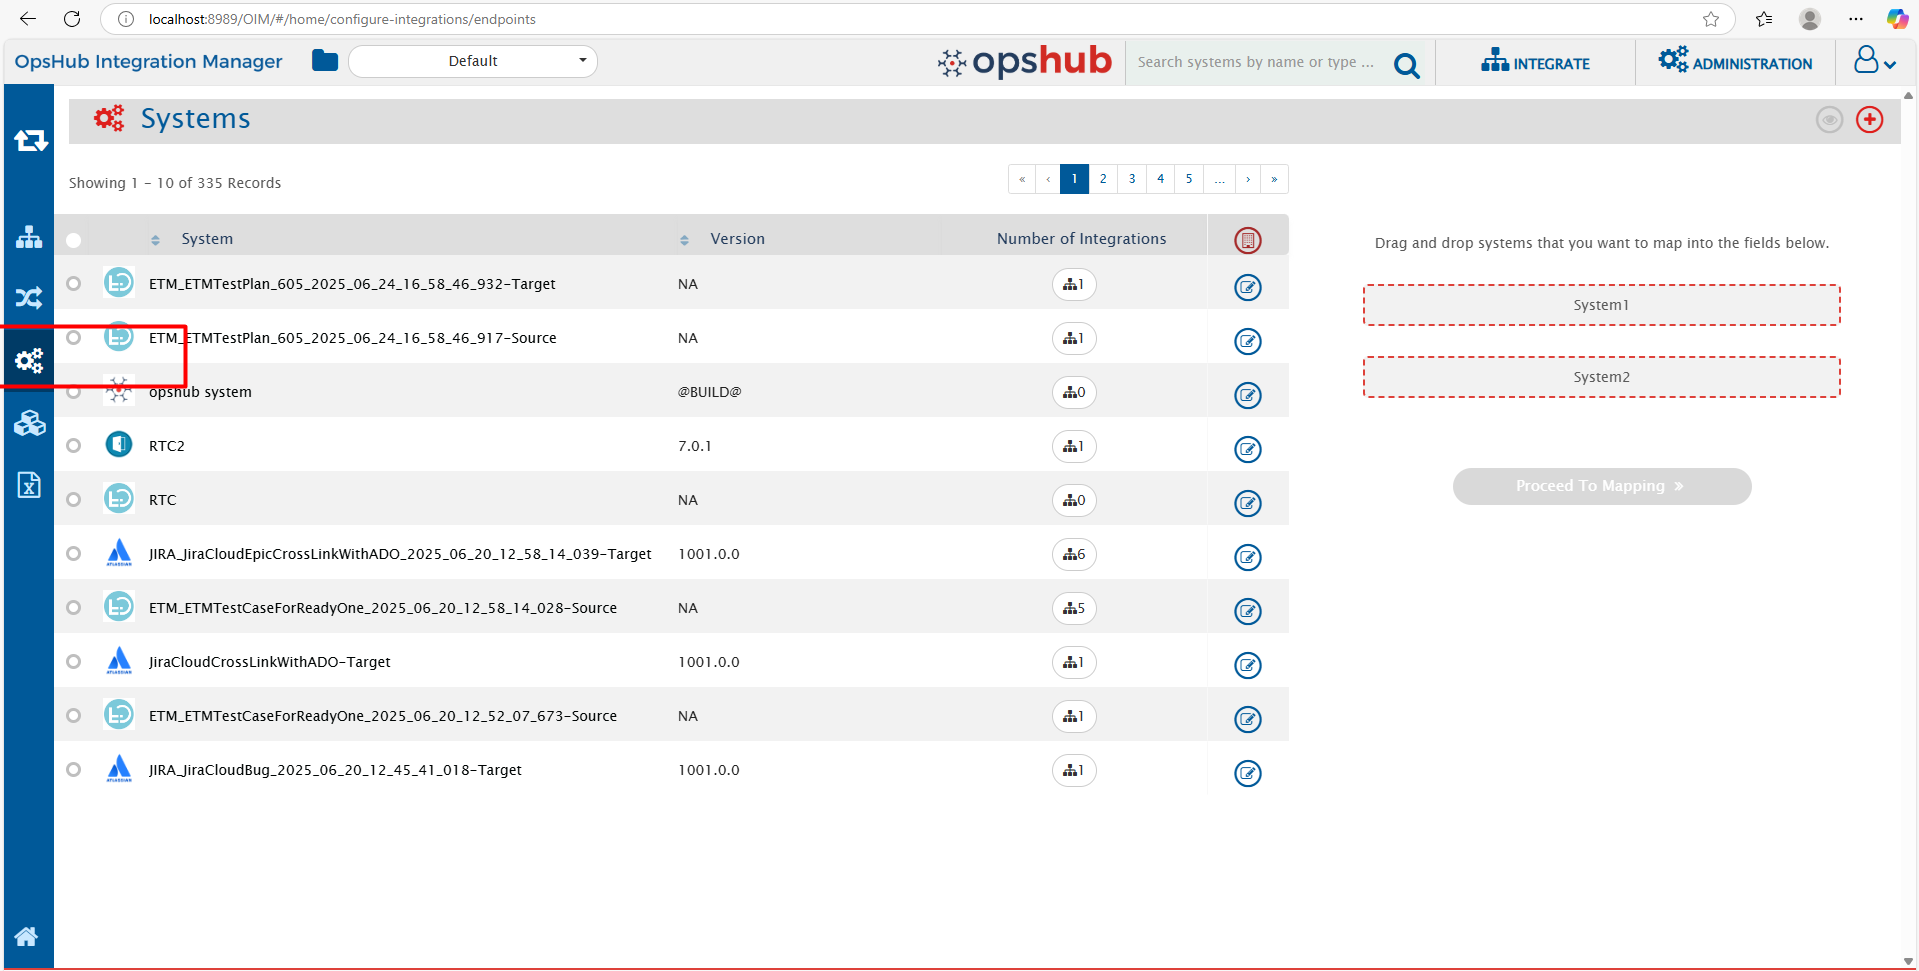 localhost:8989/OIM/#/home/configure-integrations/endpoints
OpsHub Integration Manager
Default
opshub
Search systems by name or type ...
INTEGRATE
ADMINISTRATION
Systems
Showing 1 – 10 of 335 Records
« ‹ 1 2 3 4 5 ... › »
System Version Number of Integrations
ETM_ETMTestPlan_605_2025_06_24_16_58_46_932-Target NA 1
ETM_ETMTestPlan_605_2025_06_24_16_58_46_917-Source NA 1
opshub system @BUILD@ 0
RTC2 7.0.1 1
RTC NA 0
JIRA_JiraCloudEpicCrossLinkWithADO_2025_06_20_12_58_14_039-Target 1001.0.0 6
ETM_ETMTestCaseForReadyOne_2025_06_20_12_58_14_028-Source NA 5
JiraCloudCrossLinkWithADO-Target 1001.0.0 1
ETM_ETMTestCaseForReadyOne_2025_06_20_12_52_07_673-Source NA 1
JIRA_JiraCloudBug_2025_06_20_12_45_41_018-Target 1001.0.0 1
Drag and drop systems that you want to map into the fields below.
System1
System2
Proceed To Mapping »